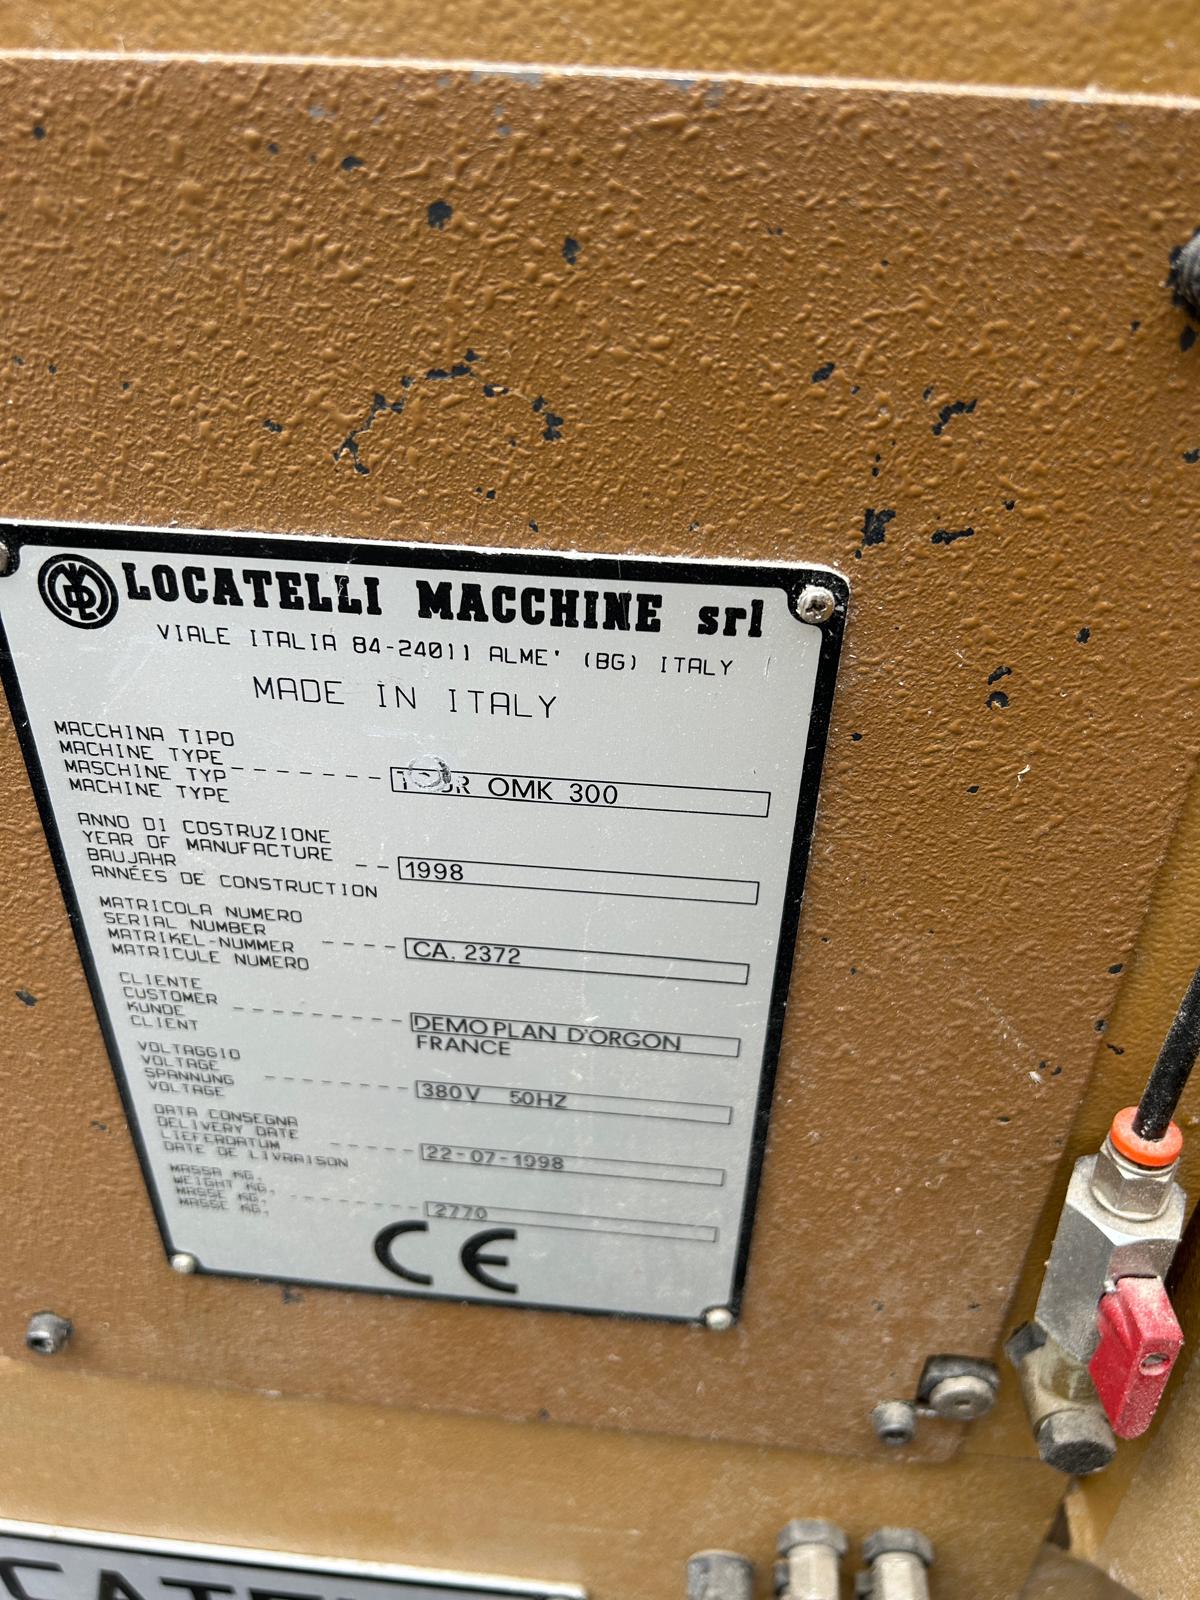 LOCATELLI MACCHINE srl
VIALE ITALIA 84-24011 ALME' (BG) ITALY
MADE IN ITALY
MACCHINA TIPO
MACHINE TYPE
MASCHINE TYP
MACHINE TYPE
TOUR OMK 300
ANNO DI COSTRUZIONE
YEAR OF MANUFACTURE
BAUJAHR
ANNÉES DE CONSTRUCTION
1998
MATRICOLA NUMERO
SERIAL NUMBER
MATRIKEL-NUMMER
MATRICULE NUMERO
CA. 2372
CLIENTE
CUSTOMER
KUNDE
CLIENT
DEMO PLAN D'ORGON
FRANCE
VOLTAGGIO
VOLTAGE
SPANNUNG
VOLTAGE
380V 50HZ
DATA CONSEGNA
DELIVERY DATE
LIEFERDATUM
DATE DE LIVRAISON
22-07-1998
MASSA KG.
WEIGHT KG.
MASSE KG.
MASSE KG.
2770
CE